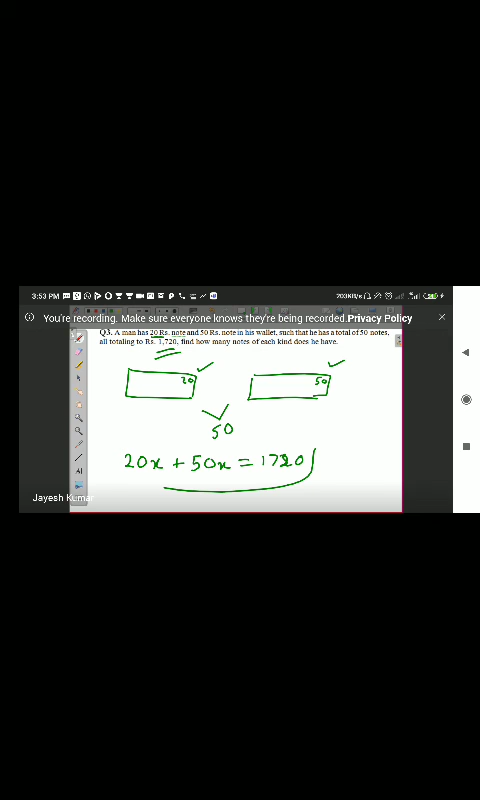 3:53 PM
203KB/s
You're recording. Make sure everyone knows they're being recorded. Privacy Policy
Q3. A man has 20 Rs. note and 50 Rs. note in his wallet, such that he has a total of 50 notes,
all totaling to Rs. 1,720, find how many notes of each kind does he have.
20
50
50
20x + 50x = 1720
A
Jayesh Kumar